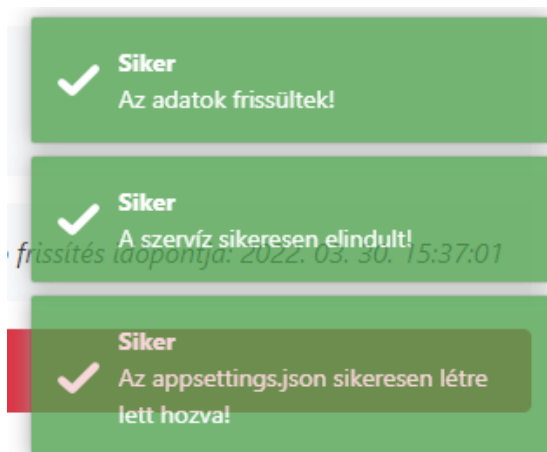 Siker
Az adatok frissültek!
Siker
A szervíz sikeresen elindult!
frissítés időpontja: 2022. 03. 30. 15:37:01
Siker
Az appsettings.json sikeresen létre
lett hozva!